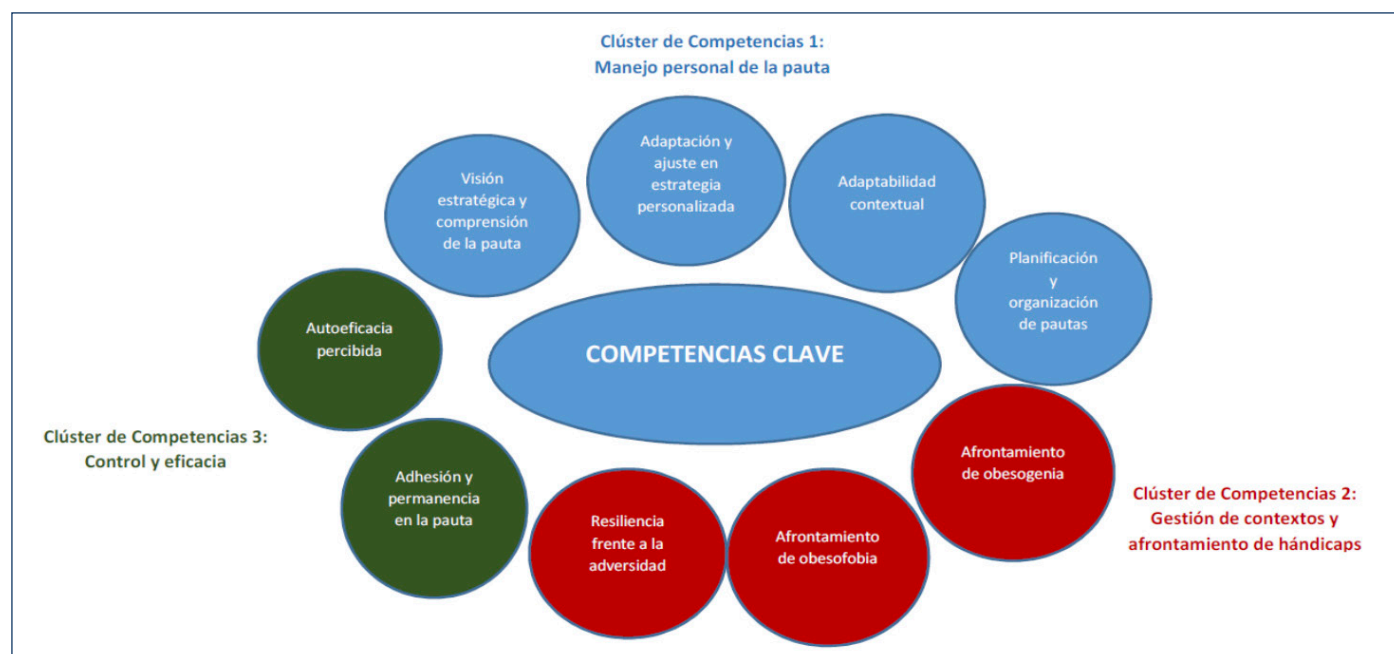 Clúster de Competencias 1:
Manejo personal de la pauta
Adaptación y
ajuste en
estrategia
personalizada
Visión
estratégica y
comprensión
de la pauta
Adaptabilidad
contextual
Planificación
y
organización
de pautas
Autoeficacia
percibida
COMPETENCIAS CLAVE
Clúster de Competencias 3:
Control y eficacia
Adhesión y
permanencia
en la pauta
Resiliencia
frente a la
adversidad
Afrontamiento
de obesofobia
Afrontamiento
de obesogenia
Clúster de Competencias 2:
Gestión de contextos y
afrontamiento de hándicaps